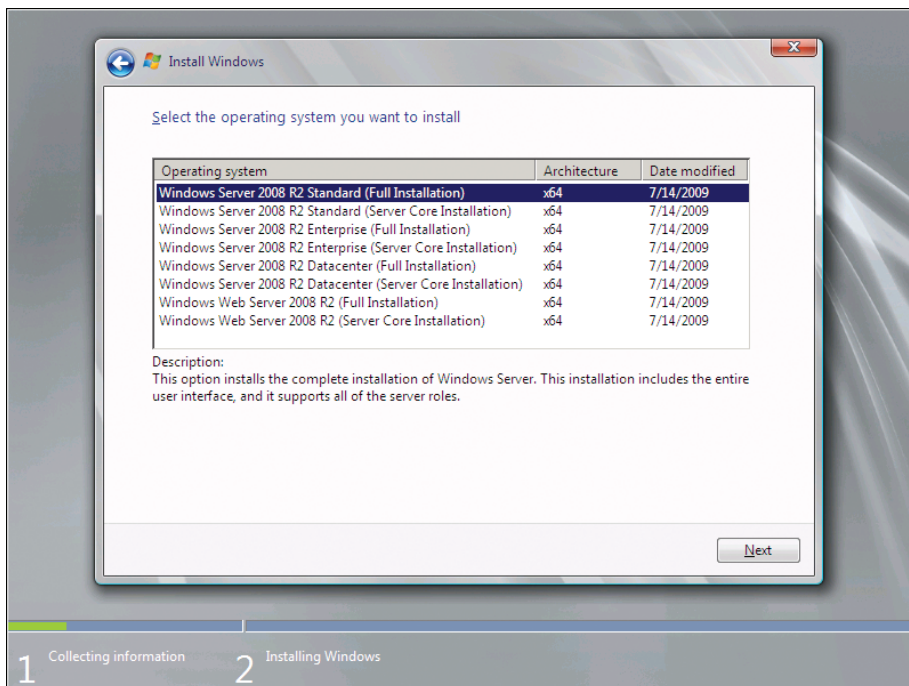 Install Windows
Select the operating system you want to install
Operating system Architecture Date modified
Windows Server 2008 R2 Standard (Full Installation) x64 7/14/2009
Windows Server 2008 R2 Standard (Server Core Installation) x64 7/14/2009
Windows Server 2008 R2 Enterprise (Full Installation) x64 7/14/2009
Windows Server 2008 R2 Enterprise (Server Core Installation) x64 7/14/2009
Windows Server 2008 R2 Datacenter (Full Installation) x64 7/14/2009
Windows Server 2008 R2 Datacenter (Server Core Installation) x64 7/14/2009
Windows Web Server 2008 R2 (Full Installation) x64 7/14/2009
Windows Web Server 2008 R2 (Server Core Installation) x64 7/14/2009
Description:
This option installs the complete installation of Windows Server. This installation includes the entire
user interface, and it supports all of the server roles.
Next
1 Collecting information 2 Installing Windows